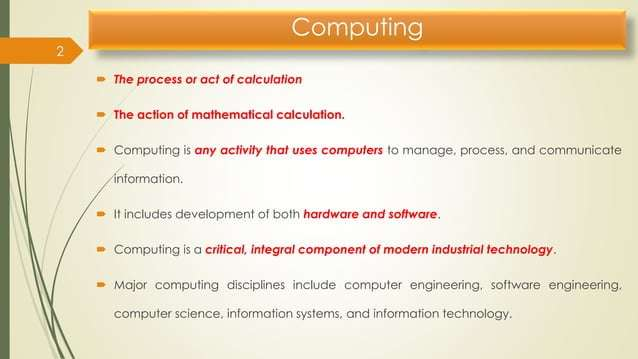 Computing
2
The process or act of calculation
The action of mathematical calculation.
Computing is any activity that uses computers to manage, process, and communicate
information.
It includes development of both hardware and software.
Computing is a critical, integral component of modern industrial technology.
Major computing disciplines include computer engineering, software engineering,
computer science, information systems, and information technology.